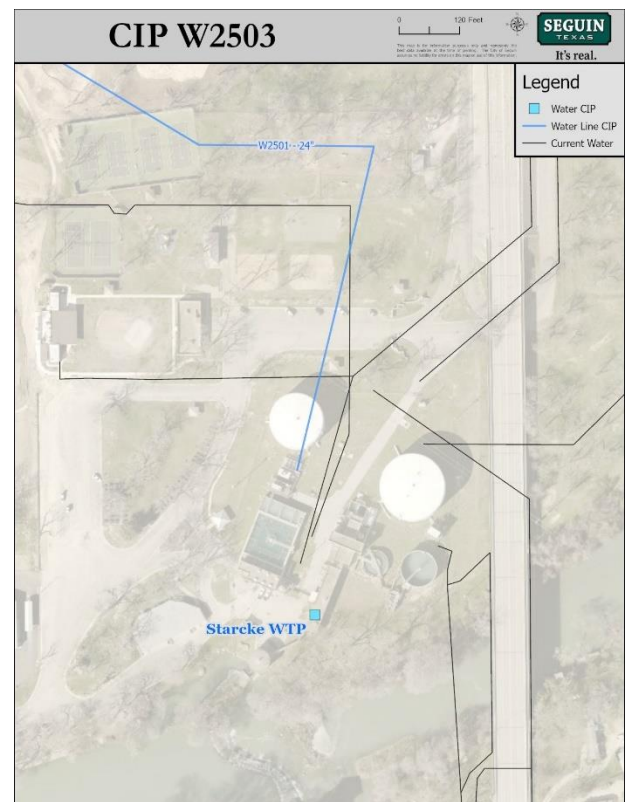 CIP W2503
0 120 Feet
SEGUIN
TEXAS
It's real.
Legend
Water CIP
Water Line CIP
Current Water
W2501 - 24"
Starcke WTP